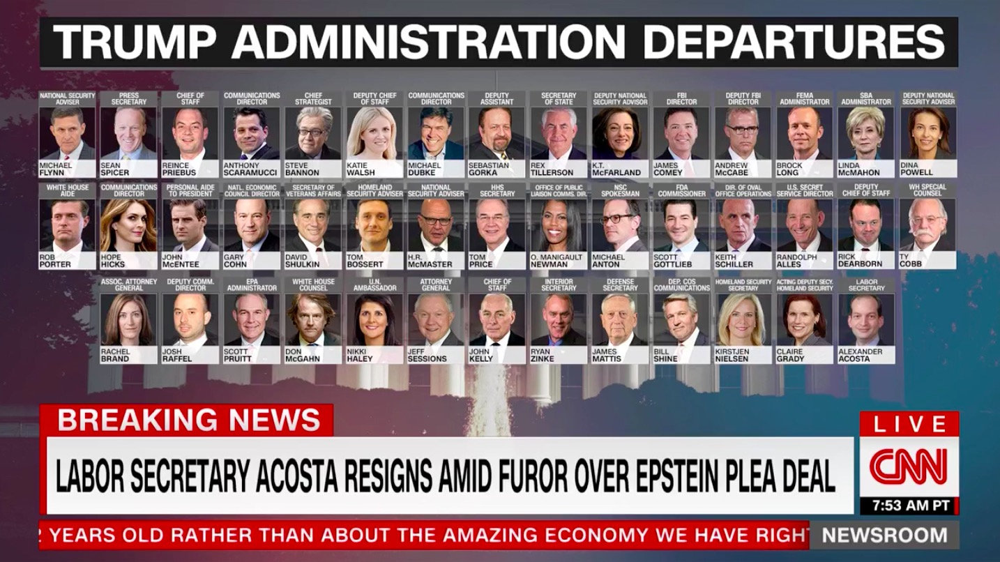 TRUMP ADMINISTRATION DEPARTURES
NATIONAL SECURITY
ADVISER
MICHAEL
FLYNN
PRESS
SECRETARY
SEAN
SPICER
CHIEF OF
STAFF
REINCE
PRIEBUS
COMMUNICATIONS
DIRECTOR
ANTHONY
SCARAMUCCI
CHIEF
STRATEGIST
STEVE
BANNON
DEPUTY CHIEF
OF STAFF
KATIE
WALSH
COMMUNICATIONS
DIRECTOR
MICHAEL
DUBKE
DEPUTY
ASSISTANT
SEBASTIAN
GORKA
SECRETARY
OF STATE
REX
TILLERSON
DEPUTY NATIONAL
SECURITY ADVISOR
K.T.
McFARLAND
FBI
DIRECTOR
JAMES
COMEY
DEPUTY FBI
DIRECTOR
ANDREW
McCABE
FEMA
ADMINISTRATOR
BROCK
LONG
SBA
ADMINISTRATOR
LINDA
McMAHON
DEPUTY NATIONAL
SECURITY ADVISER
DINA
POWELL
WHITE HOUSE
AIDE
ROB
PORTER
COMMUNICATIONS
DIRECTOR
HOPE
HICKS
PERSONAL AIDE
TO PRESIDENT
JOHN
McENTEE
NATL. ECONOMIC
COUNCIL DIRECTOR
GARY
COHN
SECRETARY OF
VETERANS AFFAIRS
DAVID
SHULKIN
HOMELAND
SECURITY ADVISER
TOM
BOSSERT
NATIONAL
SECURITY ADVISER
H.R.
McMASTER
HHS
SECRETARY
TOM
PRICE
OFFICE OF PUBLIC
LIAISON COMMS. DIR.
O. MANIGAULT
NEWMAN
NSC
SPOKESMAN
MICHAEL
ANTON
FDA
COMMISSIONER
SCOTT
GOTTLIEB
DIR. OF OVAL
OFFICE OPERATIONS
KEITH
SCHILLER
U.S. SECRET
SERVICE DIRECTOR
RANDOLPH
ALLES
DEPUTY
CHIEF OF STAFF
RICK
DEARBORN
WH SPECIAL
COUNSEL
TY
COBB
ASSOC. ATTORNEY
GENERAL
RACHEL
BRAND
DEPUTY COMM.
DIRECTOR
JOSH
RAFFEL
EPA
ADMINISTRATOR
SCOTT
PRUITT
WHITE HOUSE
COUNSEL
DON
McGAHN
U.N.
AMBASSADOR
NIKKI
HALEY
ATTORNEY
GENERAL
JEFF
SESSIONS
CHIEF OF
STAFF
JOHN
KELLY
INTERIOR
SECRETARY
RYAN
ZINKE
DEFENSE
SECRETARY
JAMES
MATTIS
DEP. COS
COMMUNICATIONS
BILL
SHINE
HOMELAND SECURITY
SECRETARY
KIRSTJEN
NIELSEN
ACTING DEPUTY SECY.
HOMELAND SECURITY
CLAIRE
GRADY
LABOR
SECRETARY
ALEXANDER
ACOSTA
BREAKING NEWS
LABOR SECRETARY ACOSTA RESIGNS AMID FUROR OVER EPSTEIN PLEA DEAL
LIVE
CNN
7:53 AM PT
2 YEARS OLD RATHER THAN ABOUT THE AMAZING ECONOMY WE HAVE RIGHT
NEWSROOM